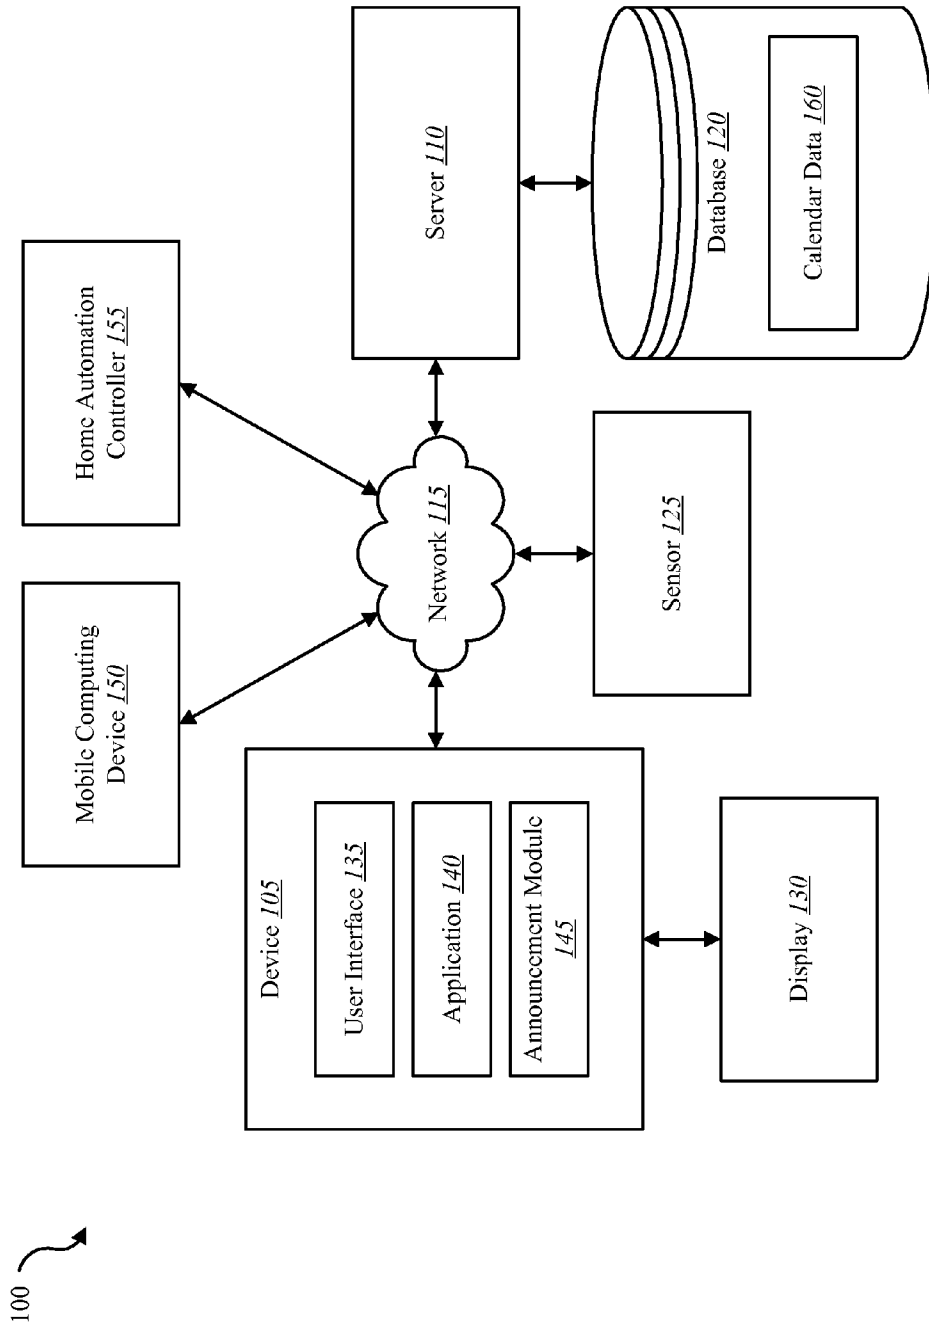 100
Mobile Computing
Device 150
Home Automation
Controller 155
Device 105
User Interface 135
Application 140
Announcement Module
145
Network 115
Server 110
Display 130
Sensor 125
Database 120
Calendar Data 160